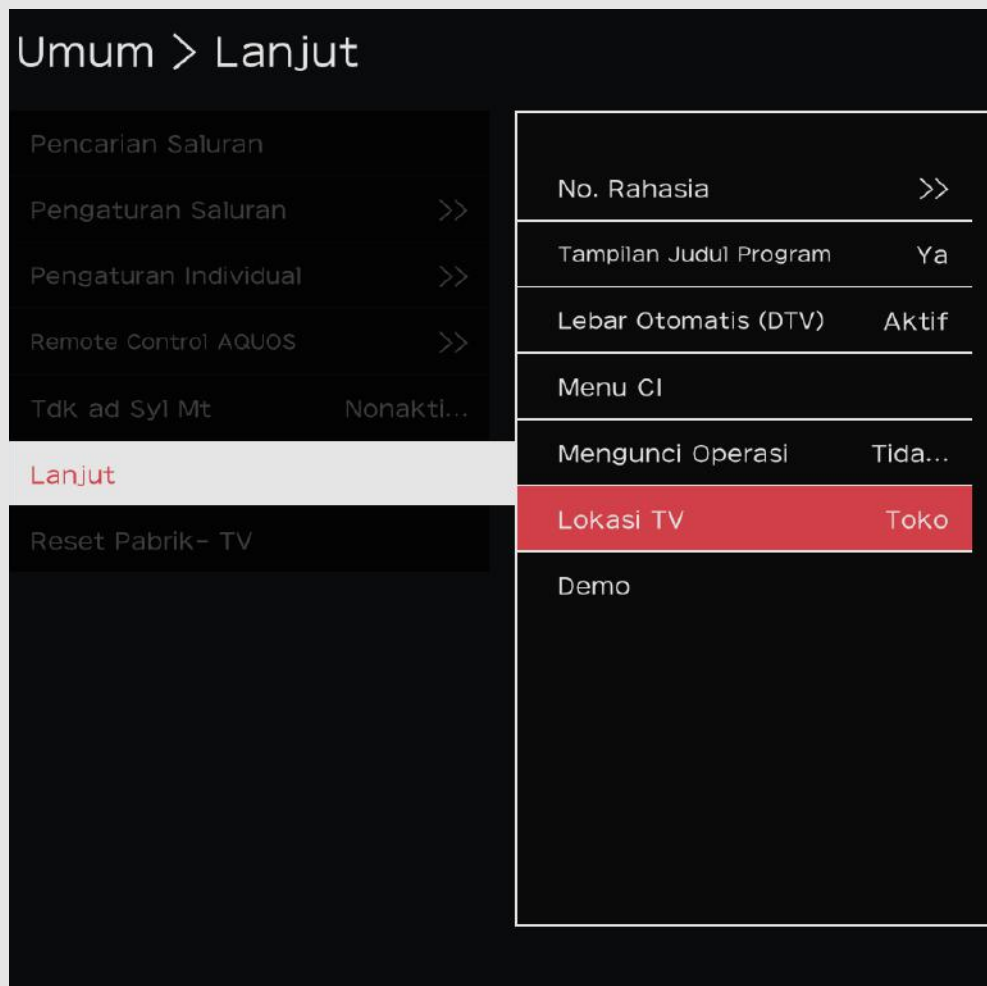 Umum > Lanjut
Pencarian Saluran
Pengaturan Saluran >>
Pengaturan Individual >>
Remote Control AQUOS >>
Tdk ad Syl Mt Nonakti...
Lanjut
Reset Pabrik- TV
No. Rahasia >>
Tampilan Judul Program Ya
Lebar Otomatis (DTV) Aktif
Menu CI
Mengunci Operasi Tida...
Lokasi TV Toko
Demo